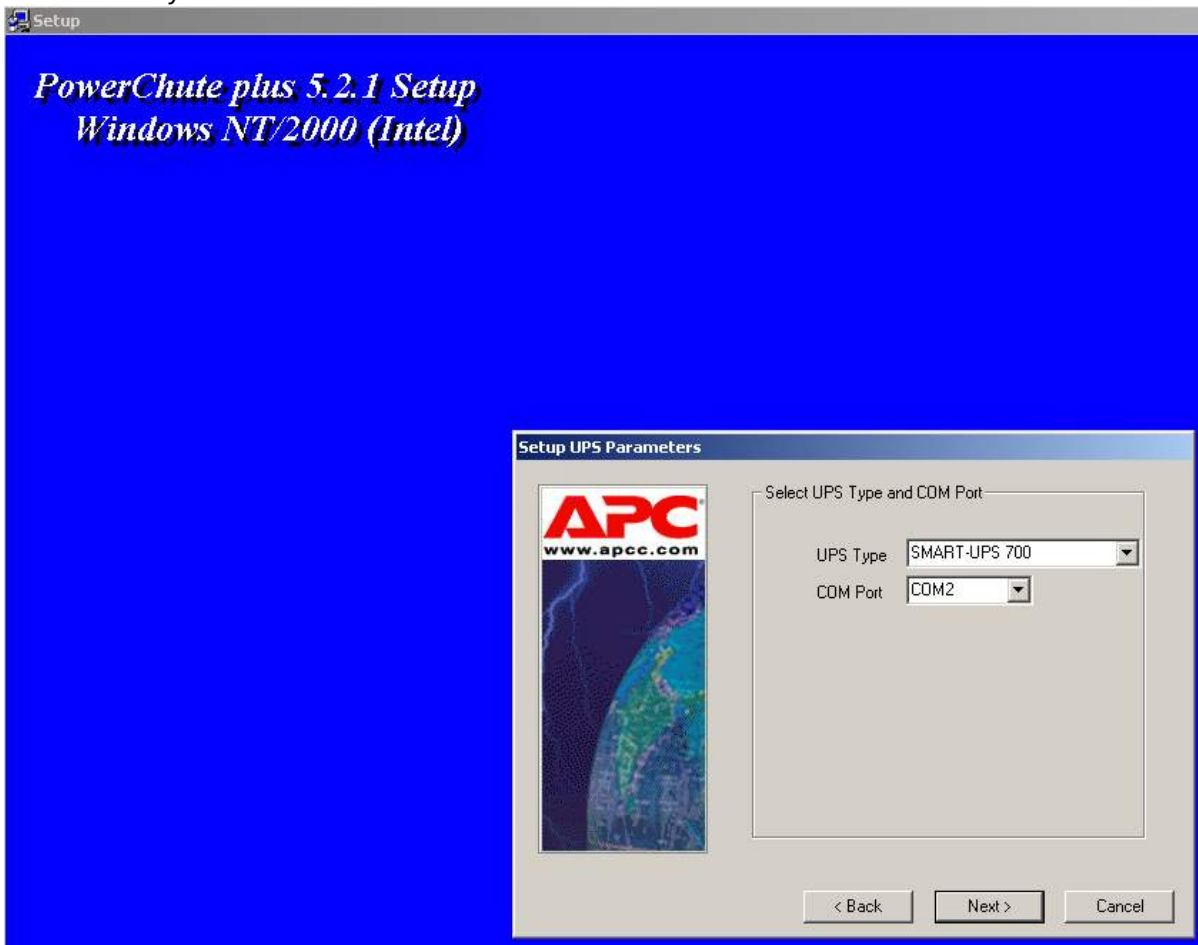 Setup
PowerChute plus 5.2.1 Setup
Windows NT/2000 (Intel)
Setup UPS Parameters
APC
www.apcc.com
Select UPS Type and COM Port
UPS Type SMART-UPS 700
COM Port COM2
< Back Next > Cancel